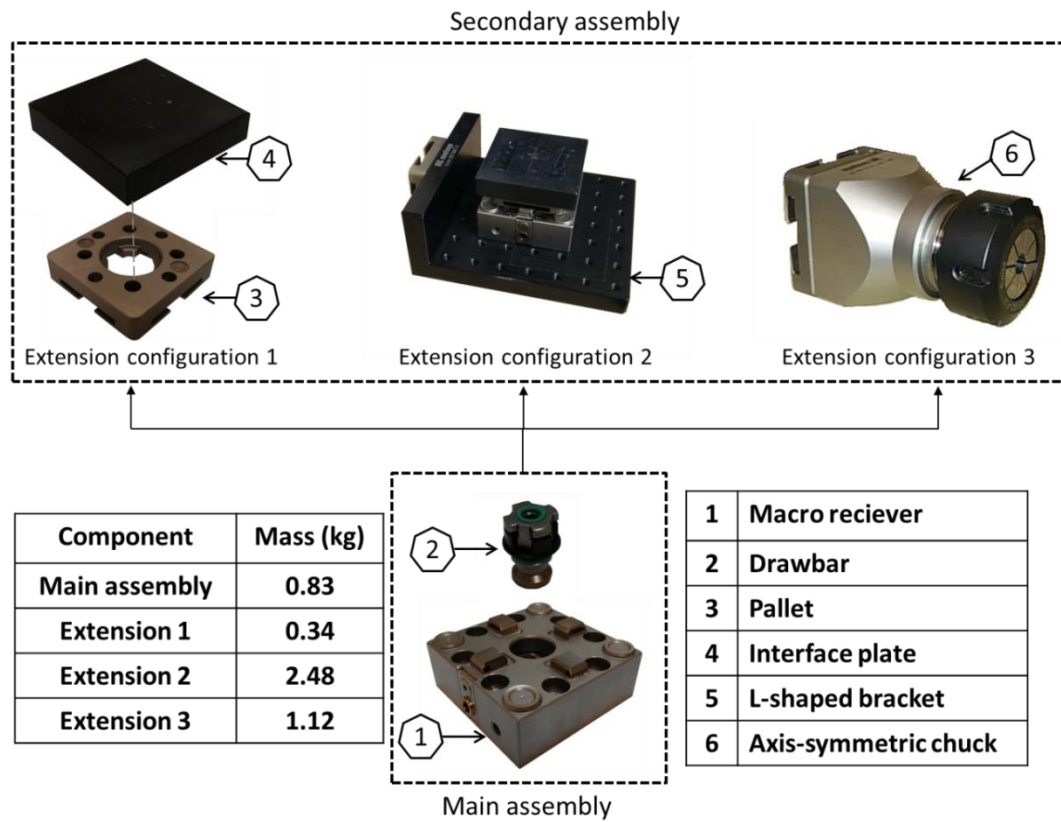 Secondary assembly
4
3
Extension configuration 1
5
Extension configuration 2
6
Extension configuration 3
Component Mass (kg)
Main assembly 0.83
Extension 1 0.34
Extension 2 2.48
Extension 3 1.12
2
1
Main assembly
1 Macro reciever
2 Drawbar
3 Pallet
4 Interface plate
5 L-shaped bracket
6 Axis-symmetric chuck